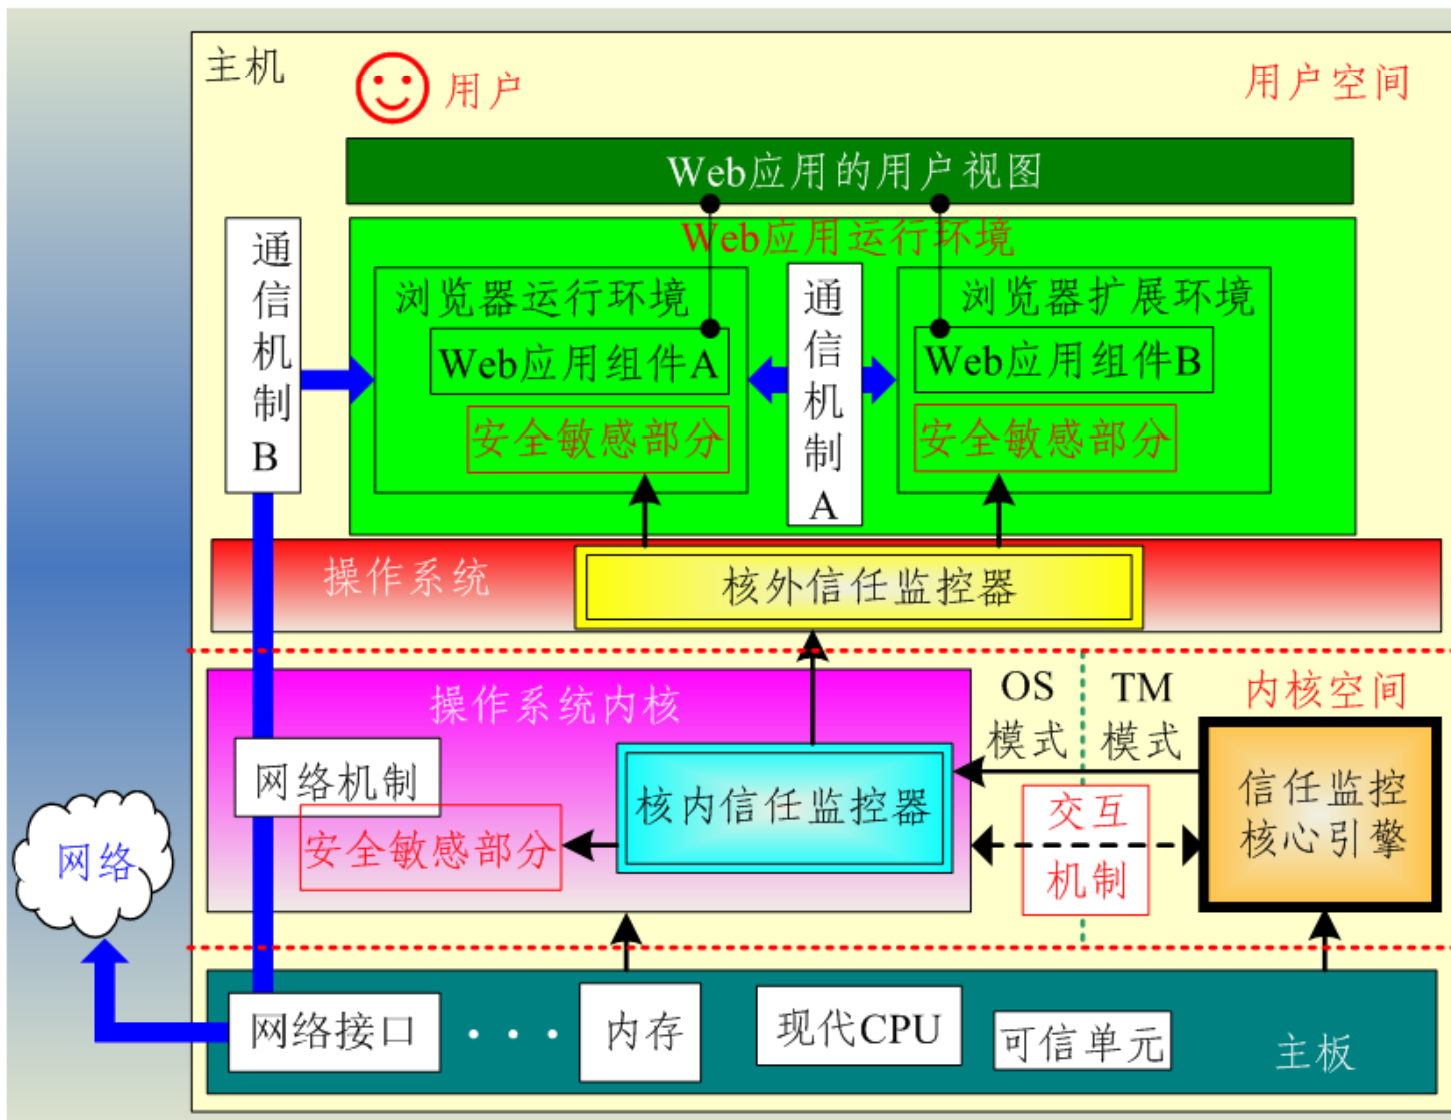 主机
用户
用户空间
Web应用的用户视图
Web应用运行环境
通信机制B
浏览器运行环境
Web应用组件A
安全敏感部分
通信机制A
浏览器扩展环境
Web应用组件B
安全敏感部分
操作系统
核外信任监控器
操作系统内核
OS
模式
TM
模式
内核空间
网络机制
安全敏感部分
核内信任监控器
交互
机制
信任监控
核心引擎
网络
网络接口
···
内存
现代CPU
可信单元
主板